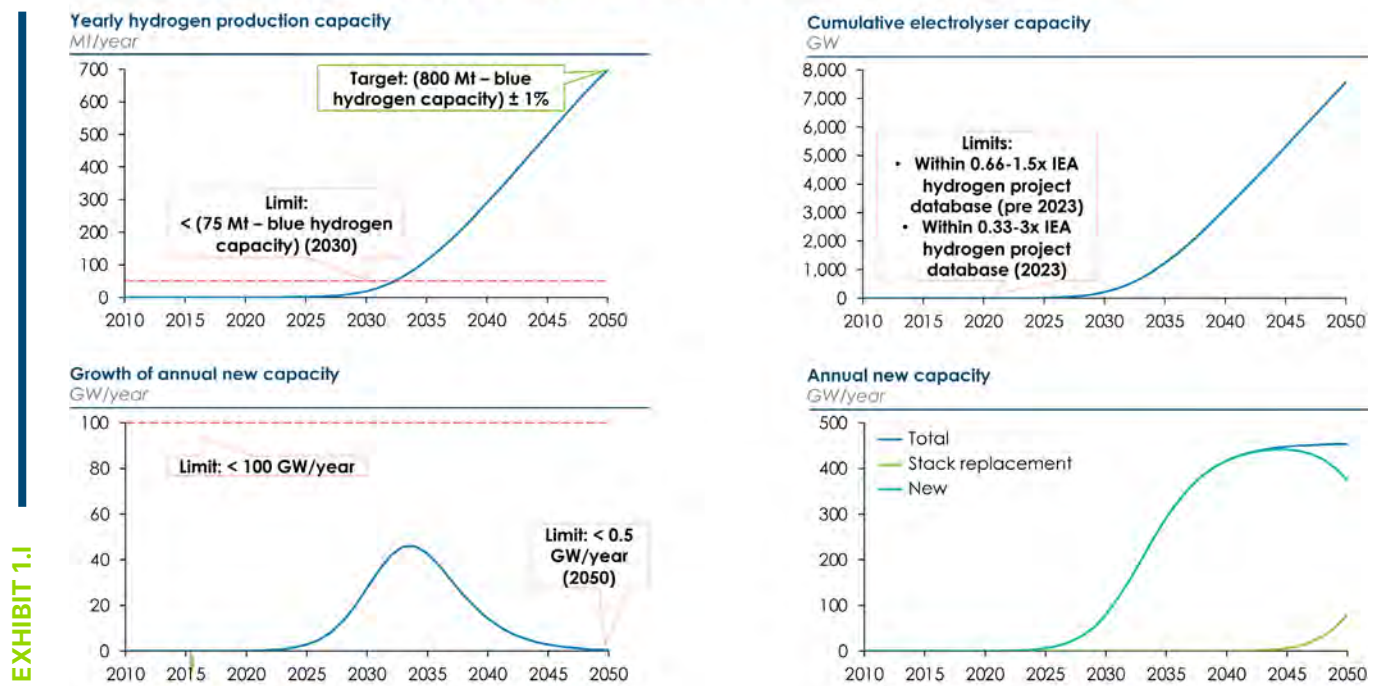 EXHIBIT 1.I
Yearly hydrogen production capacity
Mt/year
700
600
500
400
300
200
100
0
Target: (800 Mt – blue
hydrogen capacity) ± 1%
Limit:
< (75 Mt – blue hydrogen
capacity) (2030)
2010 2015 2020 2025 2030 2035 2040 2045 2050
Cumulative electrolyser capacity
GW
8,000
7,000
6,000
5,000
4,000
3,000
2,000
1,000
0
Limits:
• Within 0.66-1.5x IEA
hydrogen project
database (pre 2023)
• Within 0.33-3x IEA
hydrogen project
database (2023)
2010 2015 2020 2025 2030 2035 2040 2045 2050
Growth of annual new capacity
GW/year
100
80
60
40
20
0
Limit: < 100 GW/year
Limit: < 0.5
GW/year
(2050)
2010 2015 2020 2025 2030 2035 2040 2045 2050
Annual new capacity
GW/year
500
400
300
200
100
0
Total
Stack replacement
New
2010 2015 2020 2025 2030 2035 2040 2045 2050